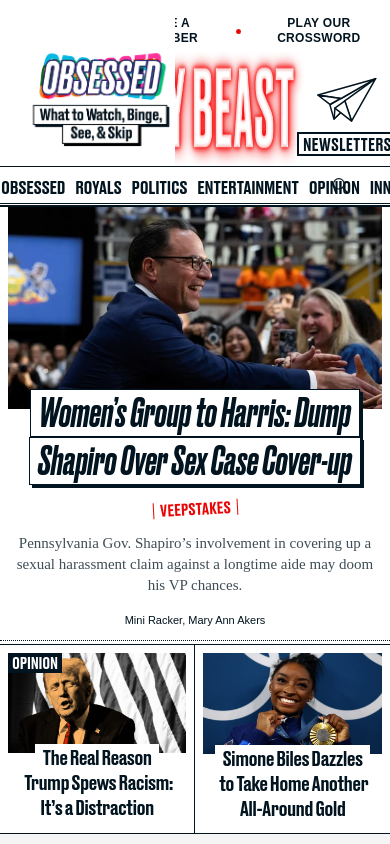 E A
BER
PLAY OUR
CROSSWORD
OBSESSED
What to Watch, Binge,
See, & Skip
Y BEAST
NEWSLETTERS
OBSESSED ROYALS POLITICS ENTERTAINMENT OPINION INN
Women's Group to Harris: Dump
Shapiro Over Sex Case Cover-up
VEEPSTAKES
Pennsylvania Gov. Shapiro's involvement in covering up a
sexual harassment claim against a longtime aide may doom
his VP chances.
Mini Racker, Mary Ann Akers
OPINION
The Real Reason
Trump Spews Racism:
It's a Distraction
Simone Biles Dazzles
to Take Home Another
All-Around Gold